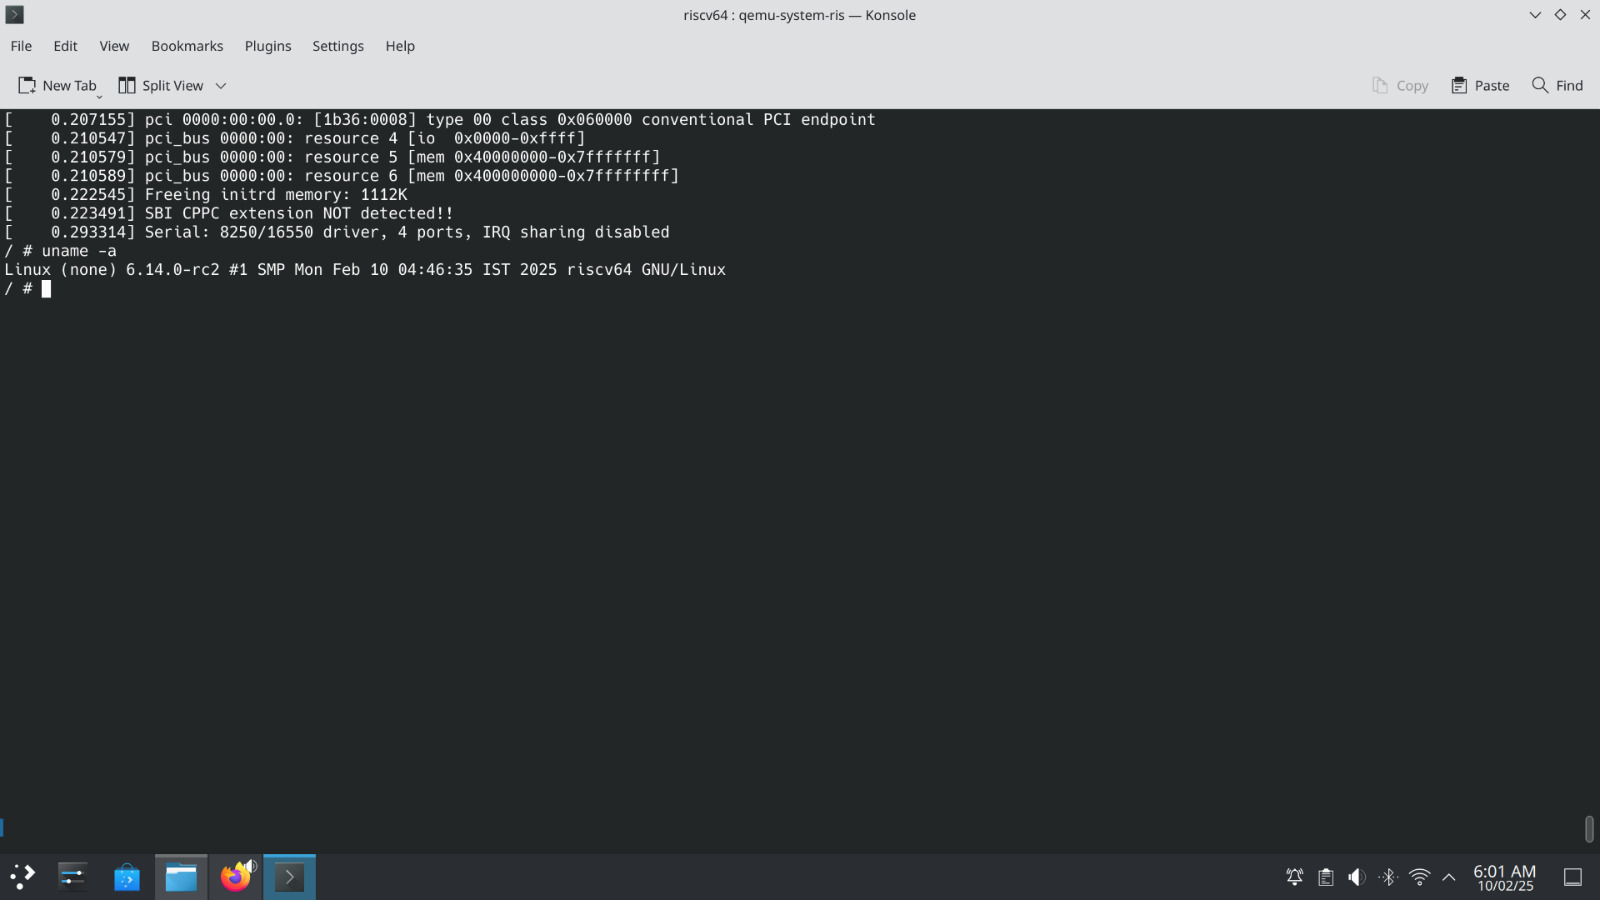 riscv64 : qemu-system-ris — Konsole
File Edit View Bookmarks Plugins Settings Help
New Tab Split View Copy Paste Find
[    0.207155] pci 0000:00:00.0: [1b36:0008] type 00 class 0x060000 conventional PCI endpoint
[    0.210547] pci_bus 0000:00: resource 4 [io  0x0000-0xffff]
[    0.210579] pci_bus 0000:00: resource 5 [mem 0x40000000-0x7fffffff]
[    0.210589] pci_bus 0000:00: resource 6 [mem 0x400000000-0x7ffffffff]
[    0.222545] Freeing initrd memory: 1112K
[    0.223491] SBI CPPC extension NOT detected!!
[    0.293314] Serial: 8250/16550 driver, 4 ports, IRQ sharing disabled
/ # uname -a
Linux (none) 6.14.0-rc2 #1 SMP Mon Feb 10 04:46:35 IST 2025 riscv64 GNU/Linux
/ #
6:01 AM
10/02/25